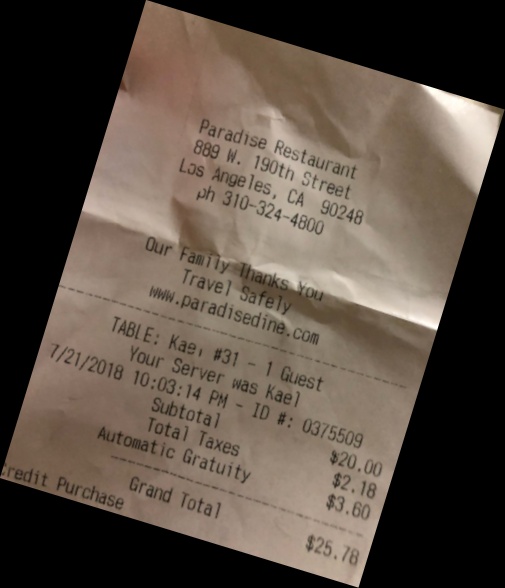 Paradise Restaurant
889 W. 190th Street
Los Angeles, CA 90248
ph 310-324-4800
Our Family Thanks You
Travel Safely
www.paradisedine.com
TABLE: Kae, #31 - 1 Guest
Your Server was Kael
7/21/2018 10:03:14 PM - ID #: 0375509
Subtotal $20.00
Total Taxes $2.18
Automatic Gratuity $3.60
Grand Total $25.78
credit Purchase